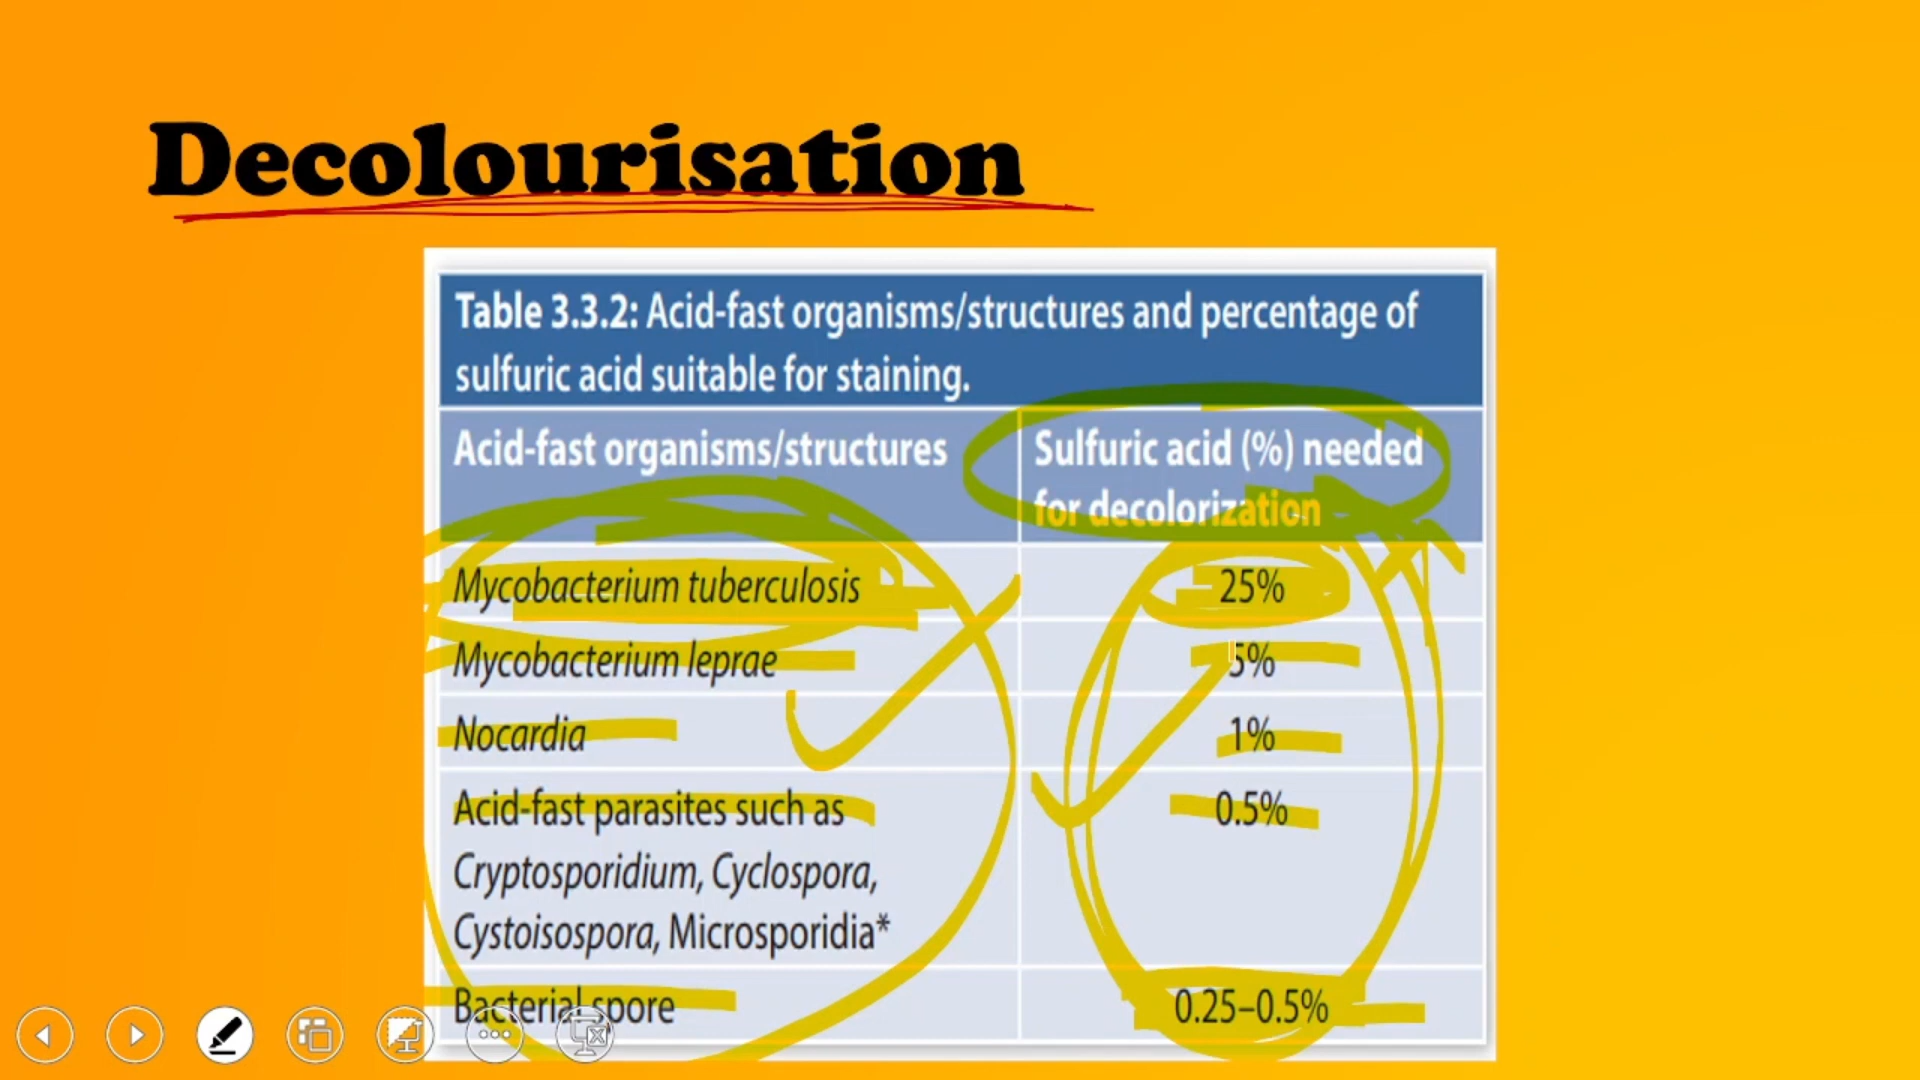 Decolourisation
Table 3.3.2: Acid-fast organisms/structures and percentage of
sulfuric acid suitable for staining.
Acid-fast organisms/structures
Sulfuric acid (%) needed
for decolorization
Mycobacterium tuberculosis
25%
Mycobacterium leprae
5%
Nocardia
1%
Acid-fast parasites such as
0.5%
Cryptosporidium, Cyclospora,
Cystoisospora, Microsporidia*
Bacterial spore
0.25–0.5%